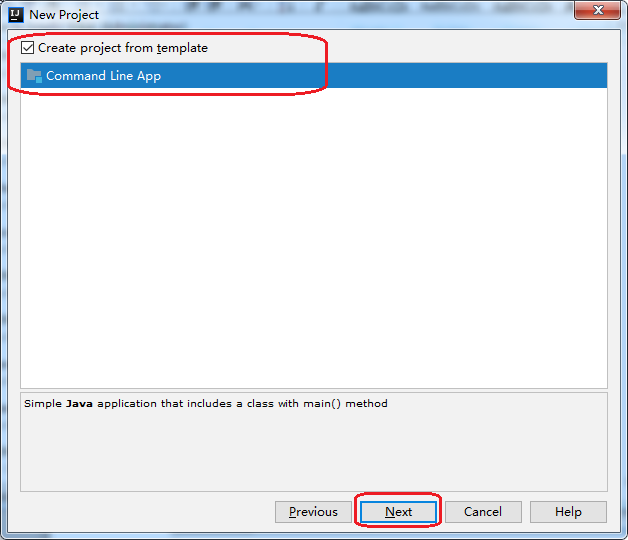 IJ New Project
Create project from template
Command Line App
Simple Java application that includes a class with main() method
Previous Next Cancel Help